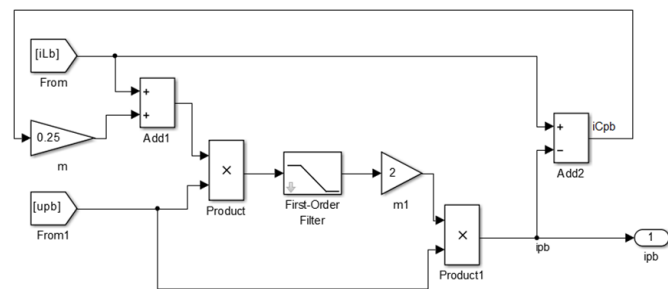 [iLb]
From
+
+
Add1
0.25
m
[upb]
From1
×
Product
First-Order
Filter
2
m1
×
Product1
+
−
iCpb
Add2
ipb
1
ipb